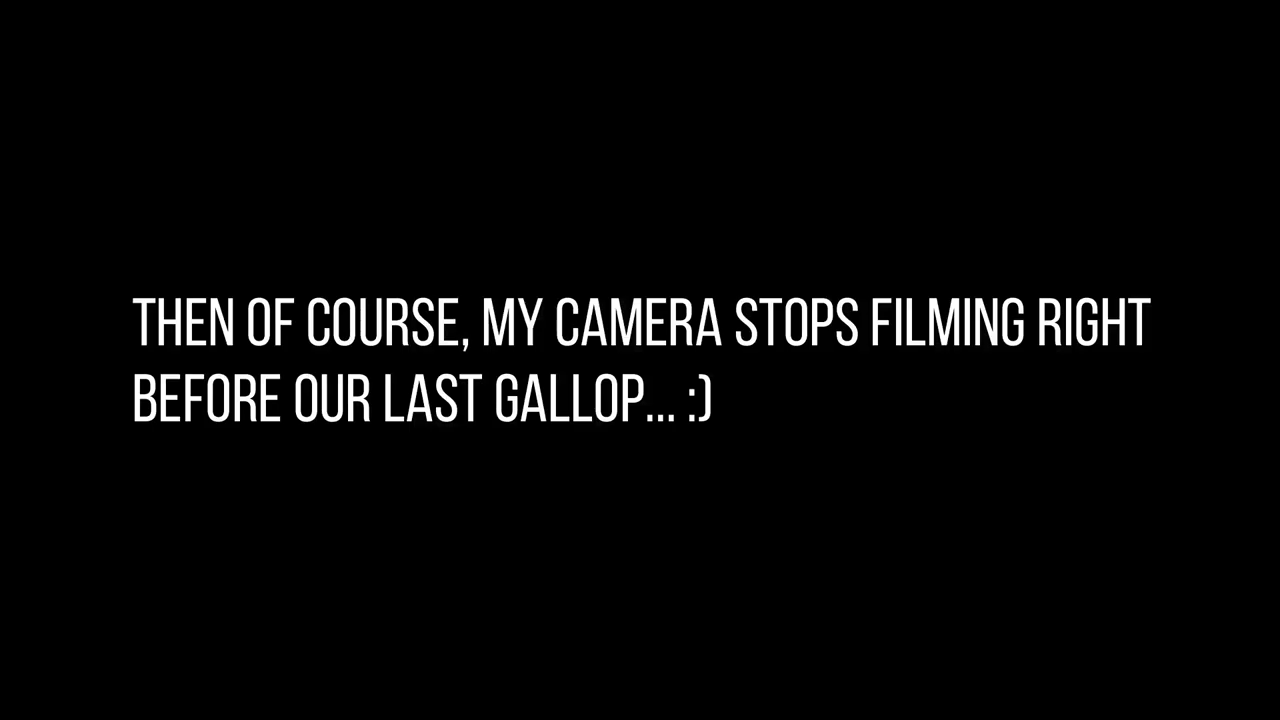 THEN OF COURSE, MY CAMERA STOPS FILMING RIGHT
BEFORE OUR LAST GALLOP... :)